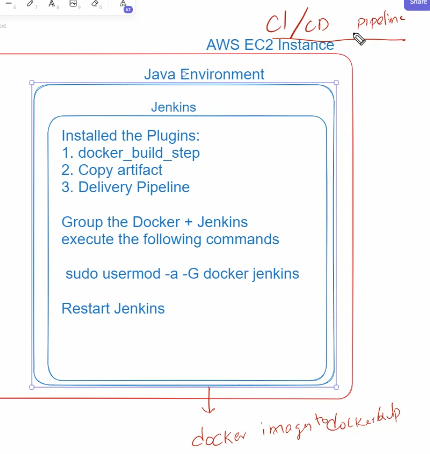 Share
CI/CD Pipeline
AWS EC2 Instance
Java Environment
Jenkins
Installed the Plugins:
1. docker_build_step
2. Copy artifact
3. Delivery Pipeline
Group the Docker + Jenkins
execute the following commands
sudo usermod -a -G docker jenkins
Restart Jenkins
docker image to dockerhub